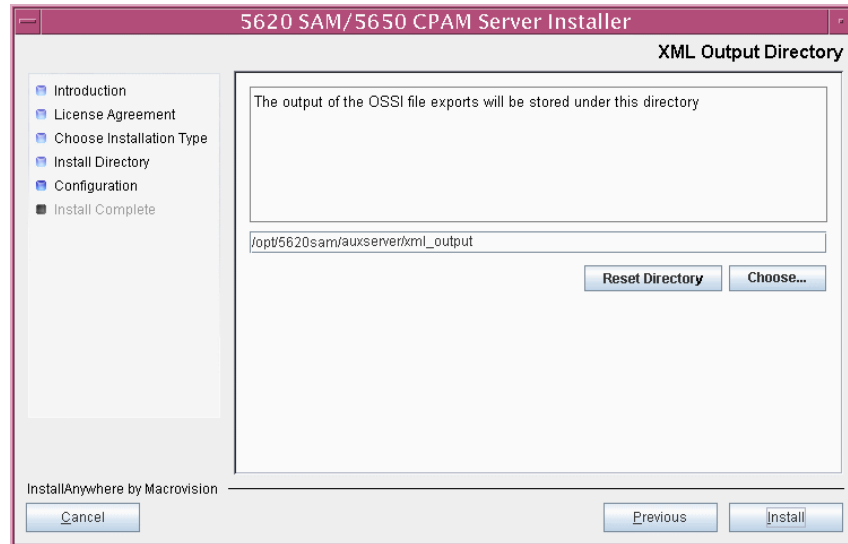 5620 SAM/5650 CPAM Server Installer
XML Output Directory
Introduction
License Agreement
Choose Installation Type
Install Directory
Configuration
Install Complete
The output of the OSSI file exports will be stored under this directory
/opt/5620sam/auxserver/xml_output
Reset Directory
Choose...
InstallAnywhere by Macrovision
Cancel
Previous
Install